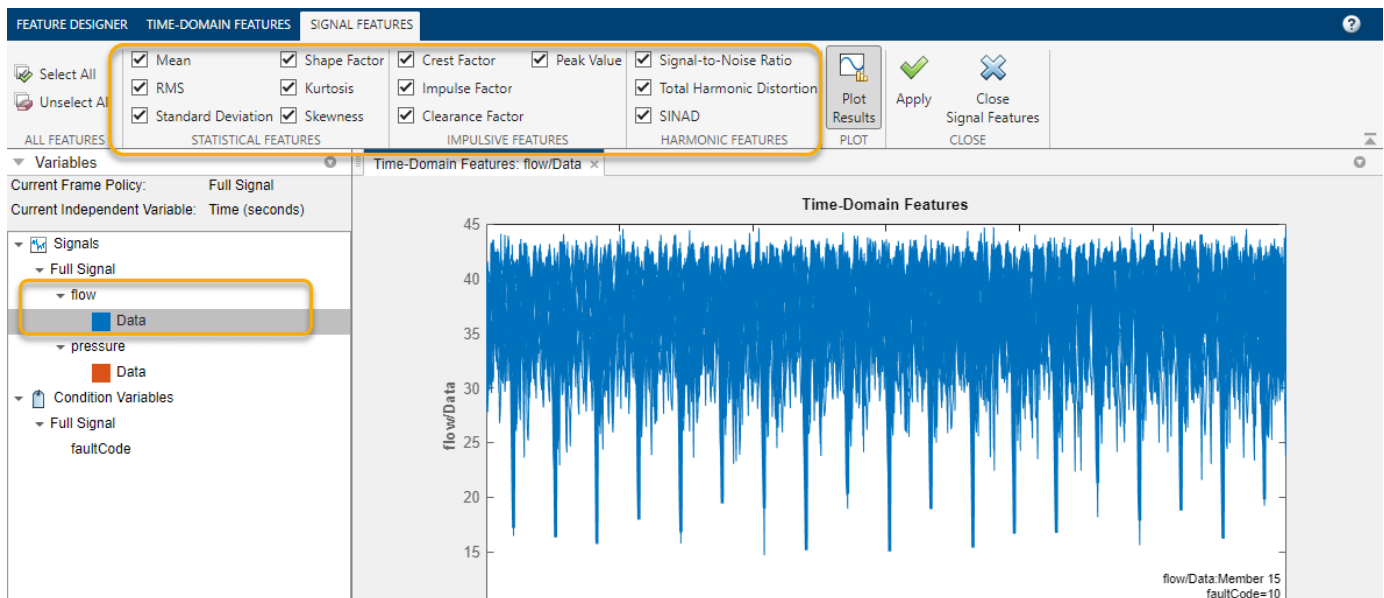 FEATURE DESIGNER TIME-DOMAIN FEATURES SIGNAL FEATURES ?
Select All
Unselect Al
ALL FEATURES
Mean Shape Factor
RMS Kurtosis
Standard Deviation Skewness
STATISTICAL FEATURES
Crest Factor Peak Value
Impulse Factor
Clearance Factor
IMPULSIVE FEATURES
Signal-to-Noise Ratio
Total Harmonic Distortion
SINAD
HARMONIC FEATURES
Plot
Results
PLOT
Apply
Close
Signal Features
CLOSE
Variables
Current Frame Policy: Full Signal
Current Independent Variable: Time (seconds)
Signals
Full Signal
flow
Data
pressure
Data
Condition Variables
Full Signal
faultCode
Time-Domain Features: flow/Data ×
Time-Domain Features
45
40
35
30
25
20
15
flow/Data
flow/Data:Member 15
faultCode=10